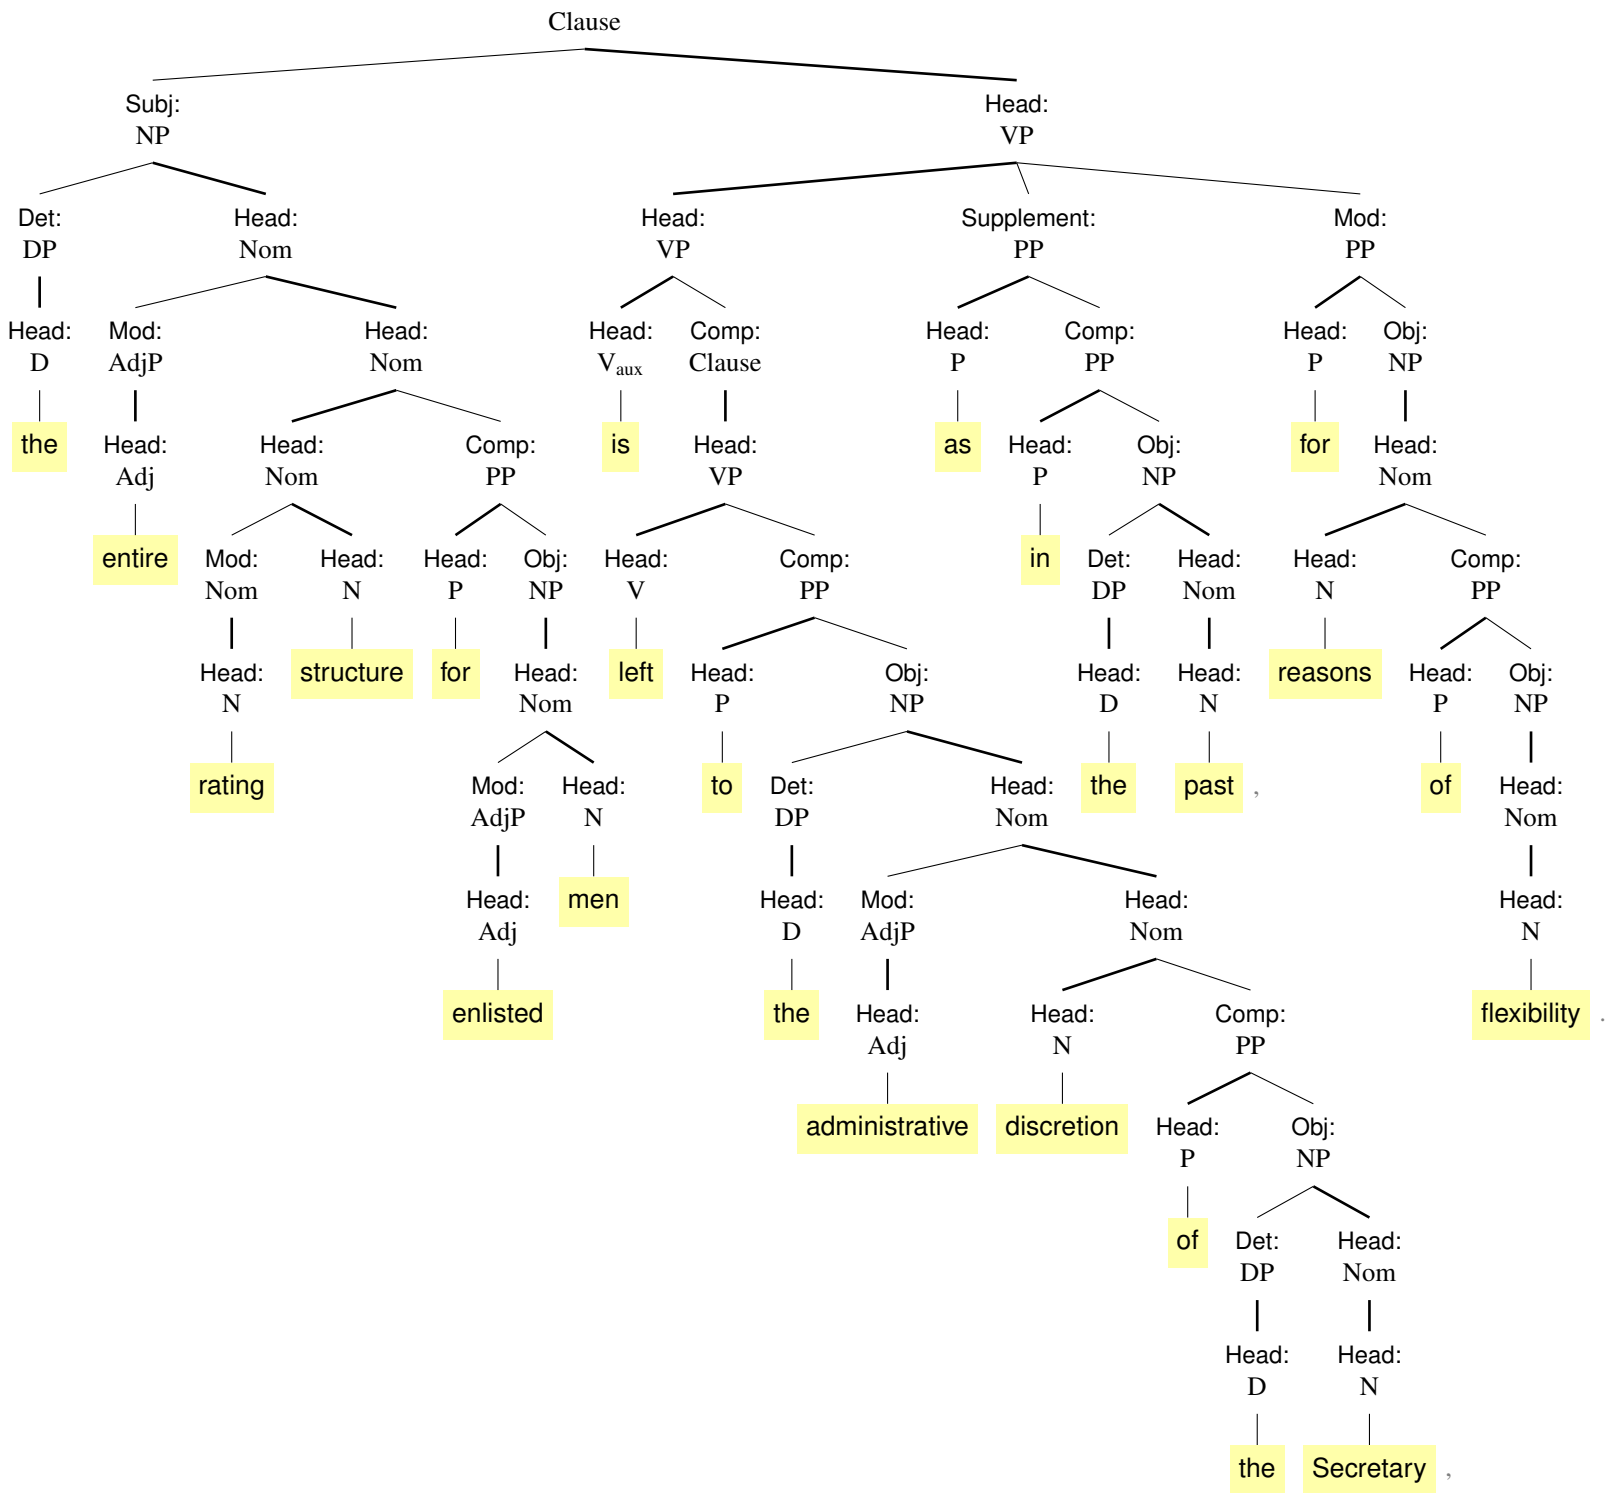 Clause
Subj: Head:
NP VP
Det: Head: Head: Supplement: Mod:
DP Nom VP PP PP
Head: Mod: Head: Head: Comp: Head: Comp: Head: Obj:
D AdjP Nom Vaux Clause P PP P NP
the Head: Head: Comp: is Head: as Head: Obj: for Head:
Adj Nom PP VP P NP Nom
entire Mod: Head: Head: Obj: Head: Comp: in Det: Head: Head: Comp:
Nom N P NP V PP DP Nom N PP
Head: structure for Head: left Head: Obj: Head: Head: reasons Head: Obj:
N Nom P NP D N P NP
rating Mod: Head: to Det: Head: the past , of Head:
AdjP N DP Nom Nom
Head: men Head: Mod: Head: Head:
Adj D AdjP Nom N
enlisted the Head: Head: Comp: flexibility .
Adj N PP
administrative discretion Head: Obj:
P NP
of Det: Head:
DP Nom
Head: Head:
D N
the Secretary ,